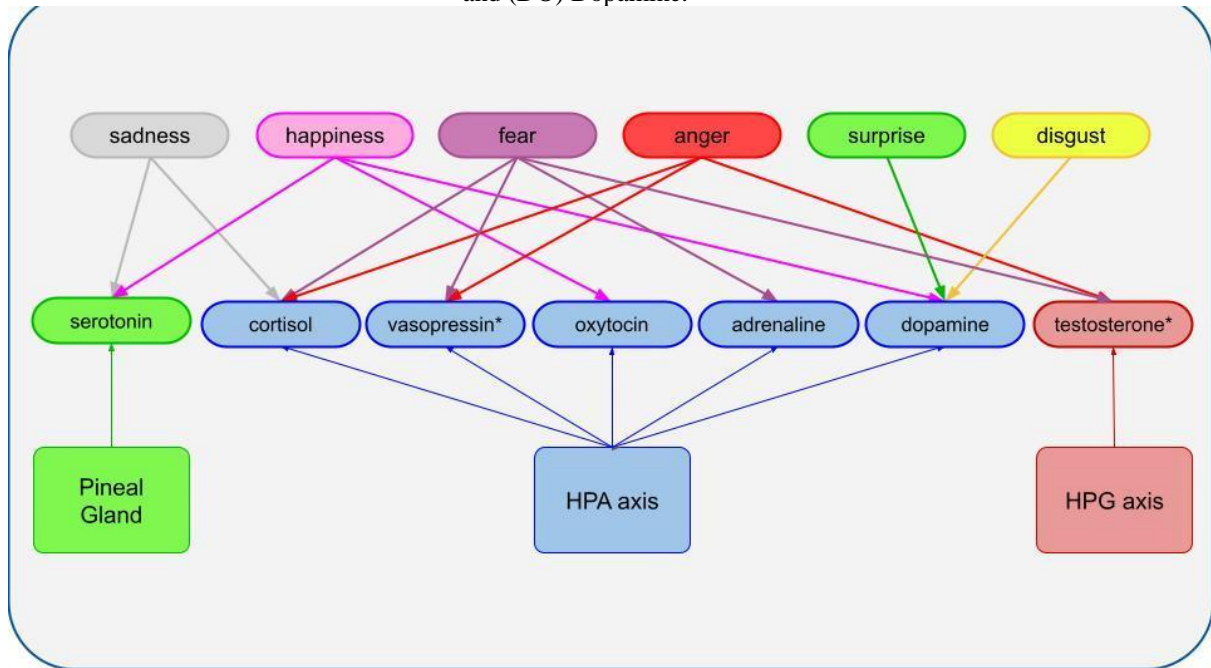 and (DO) Dopamine.
sadness
happiness
fear
anger
surprise
disgust
serotonin
cortisol
vasopressin*
oxytocin
adrenaline
dopamine
testosterone*
Pineal
Gland
HPA axis
HPG axis